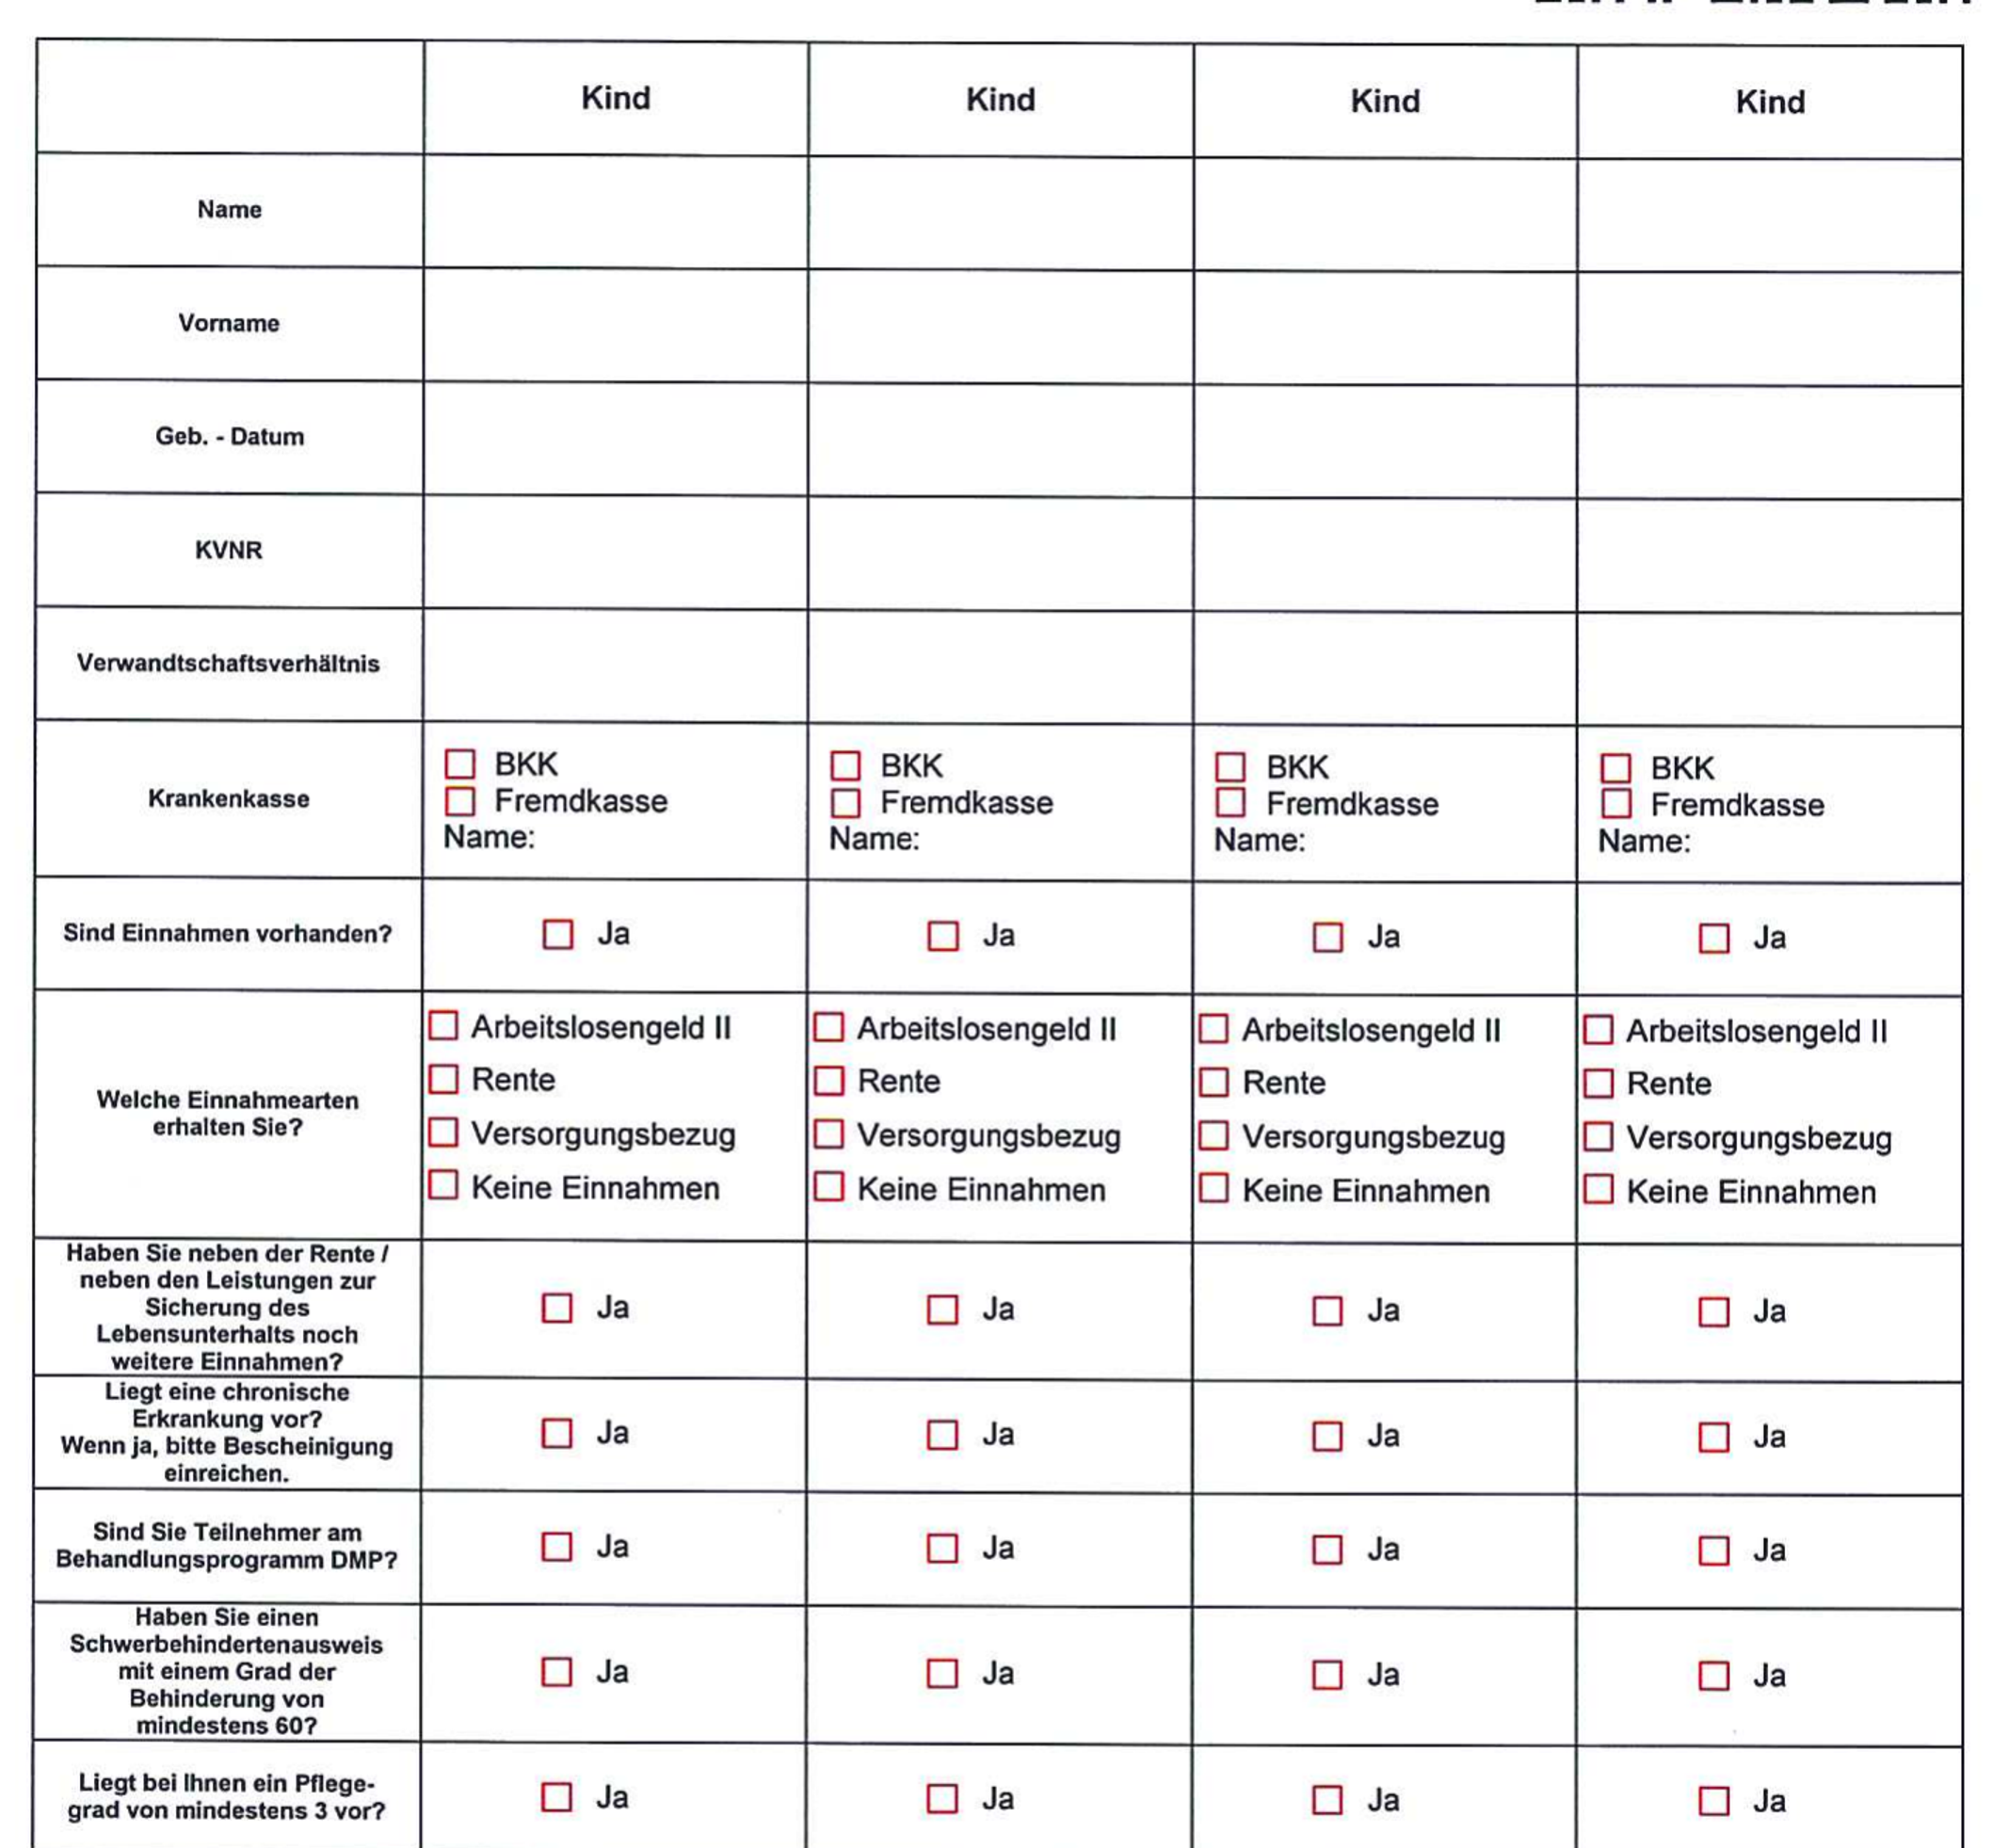 Kind Kind Kind Kind
Name
Vorname
Geb. - Datum
KVNR
Verwandtschaftsverhältnis
Krankenkasse
BKK BKK BKK BKK
Fremdkasse Fremdkasse Fremdkasse Fremdkasse
Name: Name: Name: Name:
Sind Einnahmen vorhanden? Ja Ja Ja Ja
Welche Einnahmearten
erhalten Sie?
Arbeitslosengeld II Arbeitslosengeld II Arbeitslosengeld II Arbeitslosengeld II
Rente Rente Rente Rente
Versorgungsbezug Versorgungsbezug Versorgungsbezug Versorgungsbezug
Keine Einnahmen Keine Einnahmen Keine Einnahmen Keine Einnahmen
Haben Sie neben der Rente /
neben den Leistungen zur
Sicherung des
Lebensunterhalts noch
weitere Einnahmen?
Ja Ja Ja Ja
Liegt eine chronische
Erkrankung vor?
Wenn ja, bitte Bescheinigung
einreichen.
Ja Ja Ja Ja
Sind Sie Teilnehmer am
Behandlungsprogramm DMP?
Ja Ja Ja Ja
Haben Sie einen
Schwerbehindertenausweis
mit einem Grad der
Behinderung von
mindestens 60?
Ja Ja Ja Ja
Liegt bei Ihnen ein Pflege-
grad von mindestens 3 vor?
Ja Ja Ja Ja